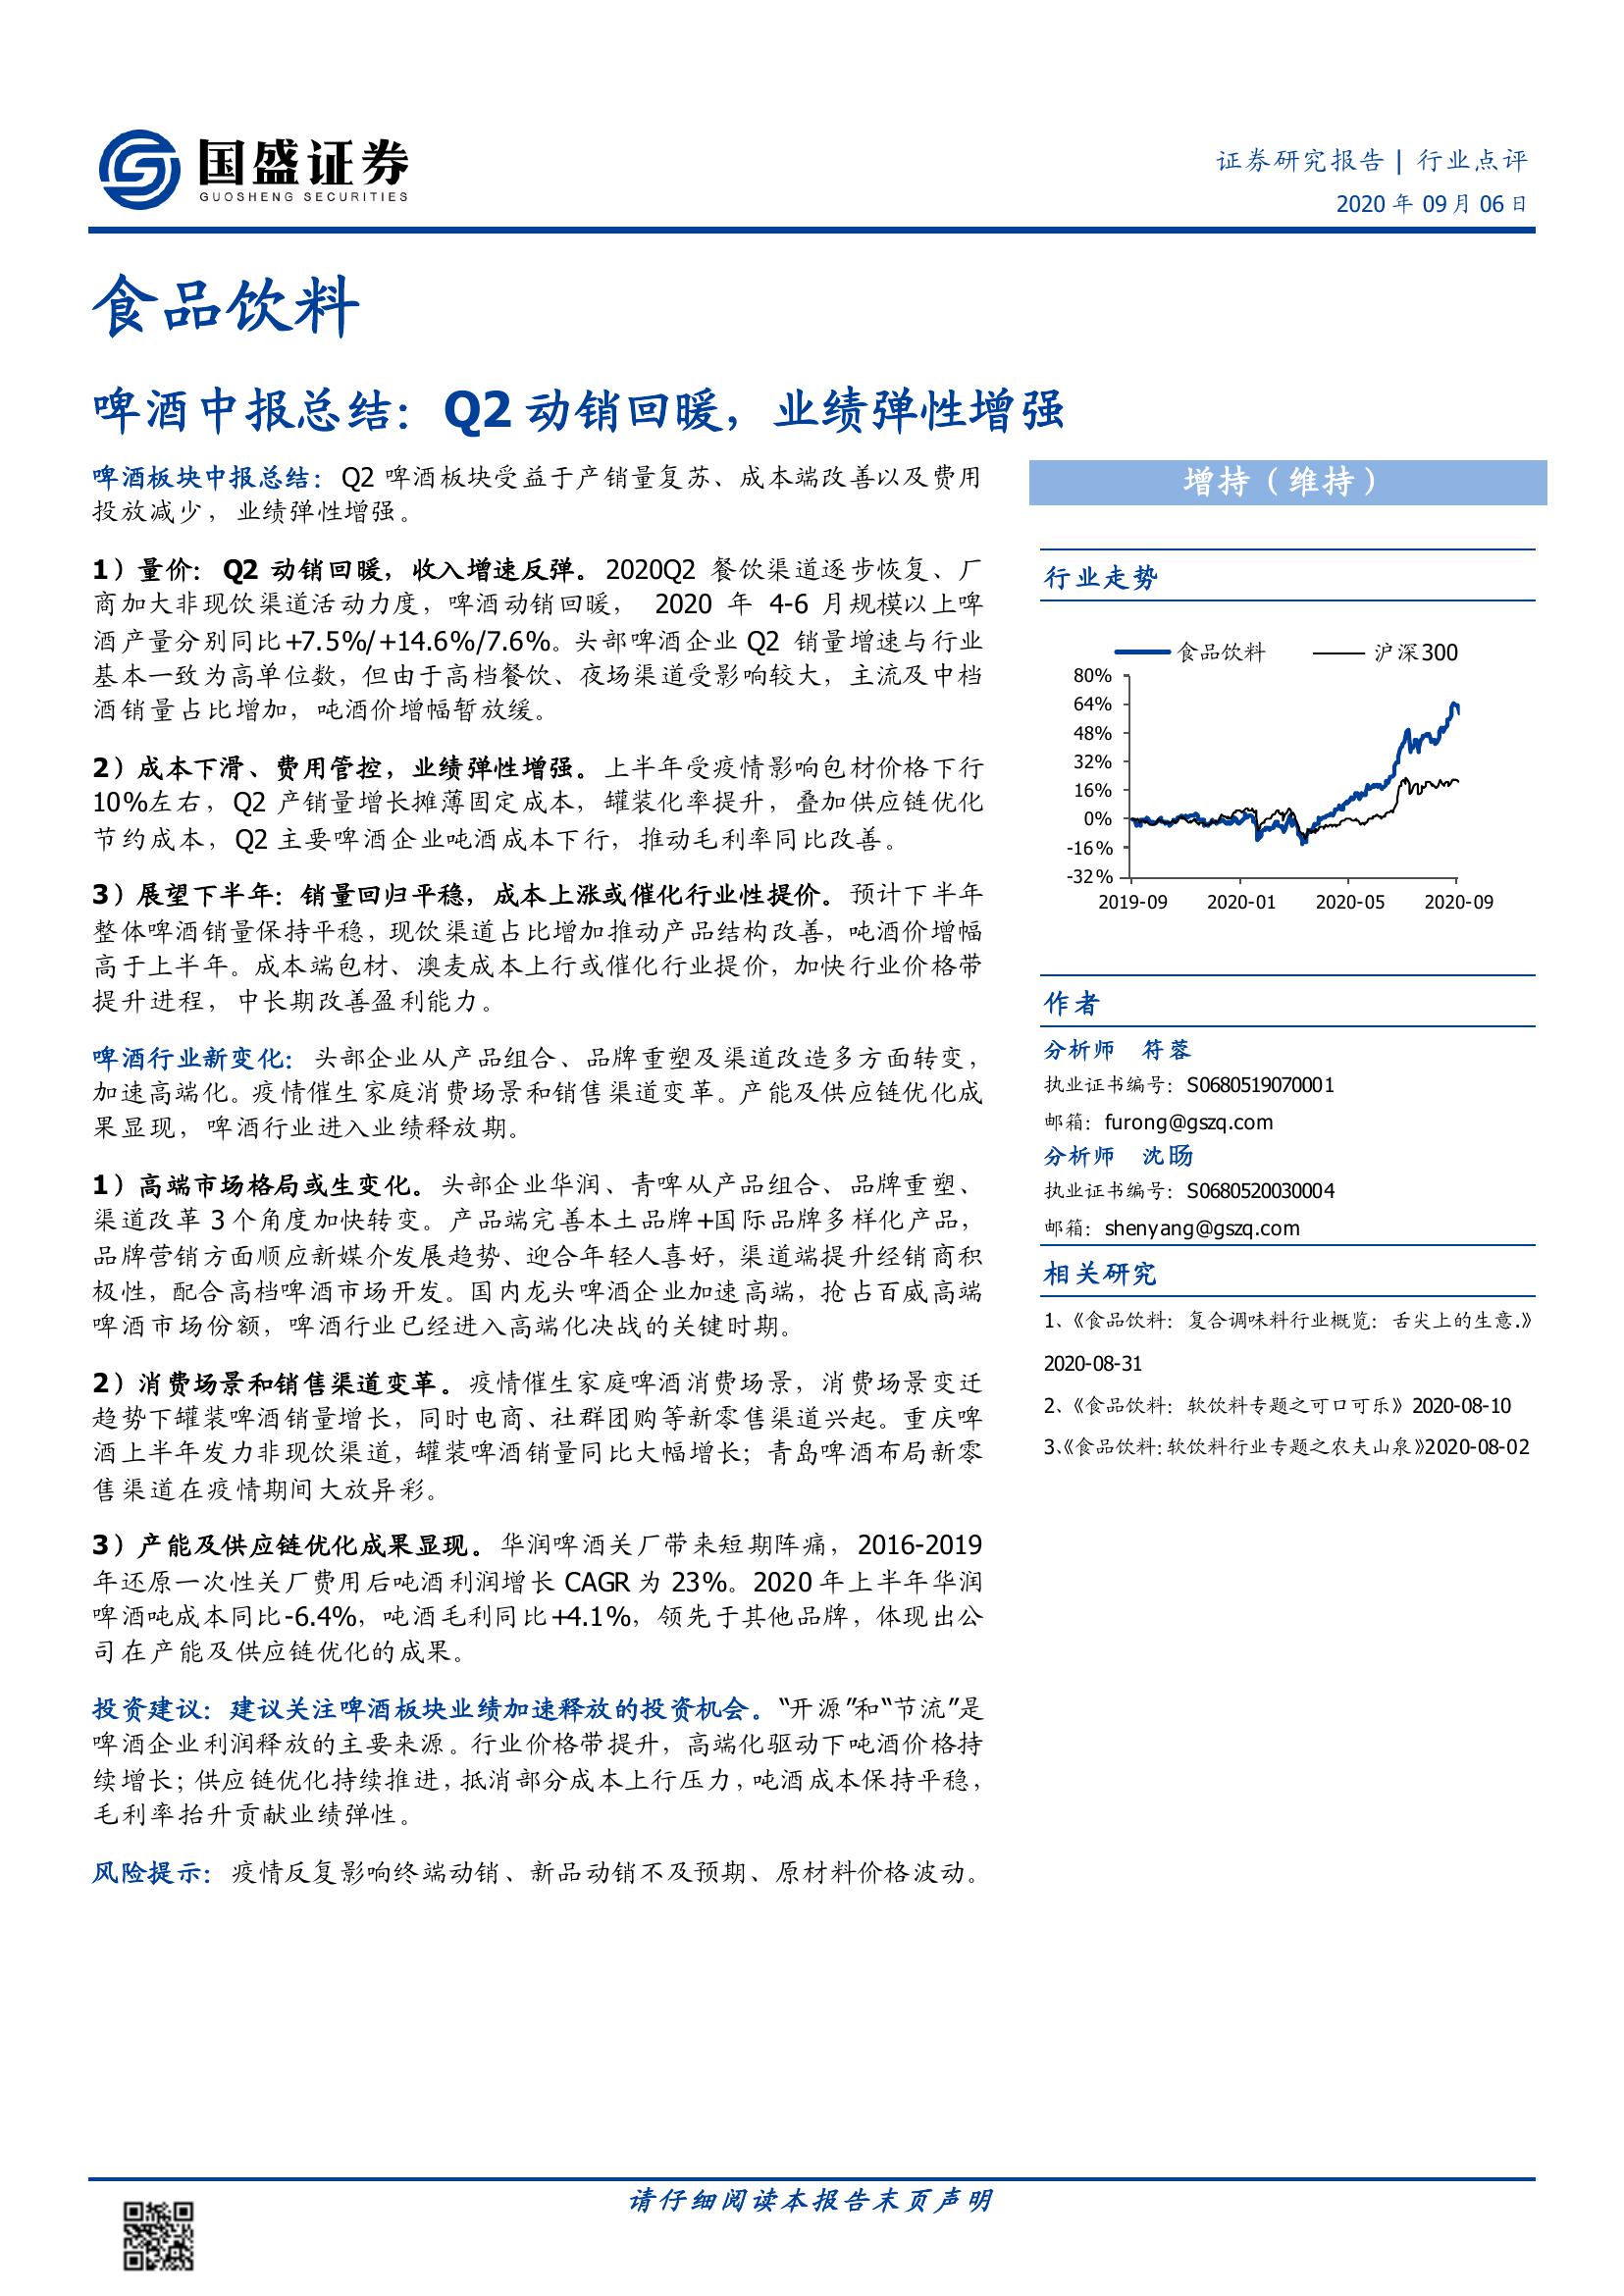 国盛证券
GUOSHENG SECURITIES
证券研究报告 | 行业点评
2020 年 09 月 06 日
食品饮料
啤酒中报总结：Q2 动销回暖，业绩弹性增强
啤酒板块中报总结：Q2 啤酒板块受益于产销量复苏、成本端改善以及费用
投放减少，业绩弹性增强。
1）量价：Q2 动销回暖，收入增速反弹。2020Q2 餐饮渠道逐步恢复、厂
商加大非现饮渠道活动力度，啤酒动销回暖， 2020 年 4-6 月规模以上啤
酒产量分别同比+7.5%/+14.6%/7.6%。头部啤酒企业 Q2 销量增速与行业
基本一致为高单位数，但由于高档餐饮、夜场渠道受影响较大，主流及中档
酒销量占比增加，吨酒价增幅暂放缓。
2）成本下滑、费用管控，业绩弹性增强。上半年受疫情影响包材价格下行
10%左右，Q2 产销量增长摊薄固定成本，罐装化率提升，叠加供应链优化
节约成本，Q2 主要啤酒企业吨酒成本下行，推动毛利率同比改善。
3）展望下半年：销量回归平稳，成本上涨或催化行业性提价。预计下半年
整体啤酒销量保持平稳，现饮渠道占比增加推动产品结构改善，吨酒价增幅
高于上半年。成本端包材、澳麦成本上行或催化行业提价，加快行业价格带
提升进程，中长期改善盈利能力。
啤酒行业新变化：头部企业从产品组合、品牌重塑及渠道改造多方面转变，
加速高端化。疫情催生家庭消费场景和销售渠道变革。产能及供应链优化成
果显现，啤酒行业进入业绩释放期。
1）高端市场格局或生变化。头部企业华润、青啤从产品组合、品牌重塑、
渠道改革 3 个角度加快转变。产品端完善本土品牌+国际品牌多样化产品，
品牌营销方面顺应新媒介发展趋势、迎合年轻人喜好，渠道端提升经销商积
极性，配合高档啤酒市场开发。国内龙头啤酒企业加速高端，抢占百威高端
啤酒市场份额，啤酒行业已经进入高端化决战的关键时期。
2）消费场景和销售渠道变革。疫情催生家庭啤酒消费场景，消费场景变迁
趋势下罐装啤酒销量增长，同时电商、社群团购等新零售渠道兴起。重庆啤
酒上半年发力非现饮渠道，罐装啤酒销量同比大幅增长；青岛啤酒布局新零
售渠道在疫情期间大放异彩。
3）产能及供应链优化成果显现。华润啤酒关厂带来短期阵痛，2016-2019
年还原一次性关厂费用后吨酒利润增长 CAGR 为 23%。2020 年上半年华润
啤酒吨成本同比-6.4%，吨酒毛利同比+4.1%，领先于其他品牌，体现出公
司在产能及供应链优化的成果。
投资建议：建议关注啤酒板块业绩加速释放的投资机会。“开源”和“节流”是
啤酒企业利润释放的主要来源。行业价格带提升，高端化驱动下吨酒价格持
续增长；供应链优化持续推进，抵消部分成本上行压力，吨酒成本保持平稳，
毛利率抬升贡献业绩弹性。
风险提示：疫情反复影响终端动销、新品动销不及预期、原材料价格波动。
增持（维持）
行业走势
食品饮料 沪深300
80%
64%
48%
32%
16%
0%
-16%
-32%
2019-09 2020-01 2020-05 2020-09
作者
分析师 符蓉
执业证书编号：S0680519070001
邮箱：furong@gszq.com
分析师 沈旸
执业证书编号：S0680520030004
邮箱：shenyang@gszq.com
相关研究
1、《食品饮料：复合调味料行业概览：舌尖上的生意.》
2020-08-31
2、《食品饮料：软饮料专题之可口可乐》2020-08-10
3、《食品饮料：软饮料行业专题之农夫山泉》2020-08-02
请仔细阅读本报告末页声明